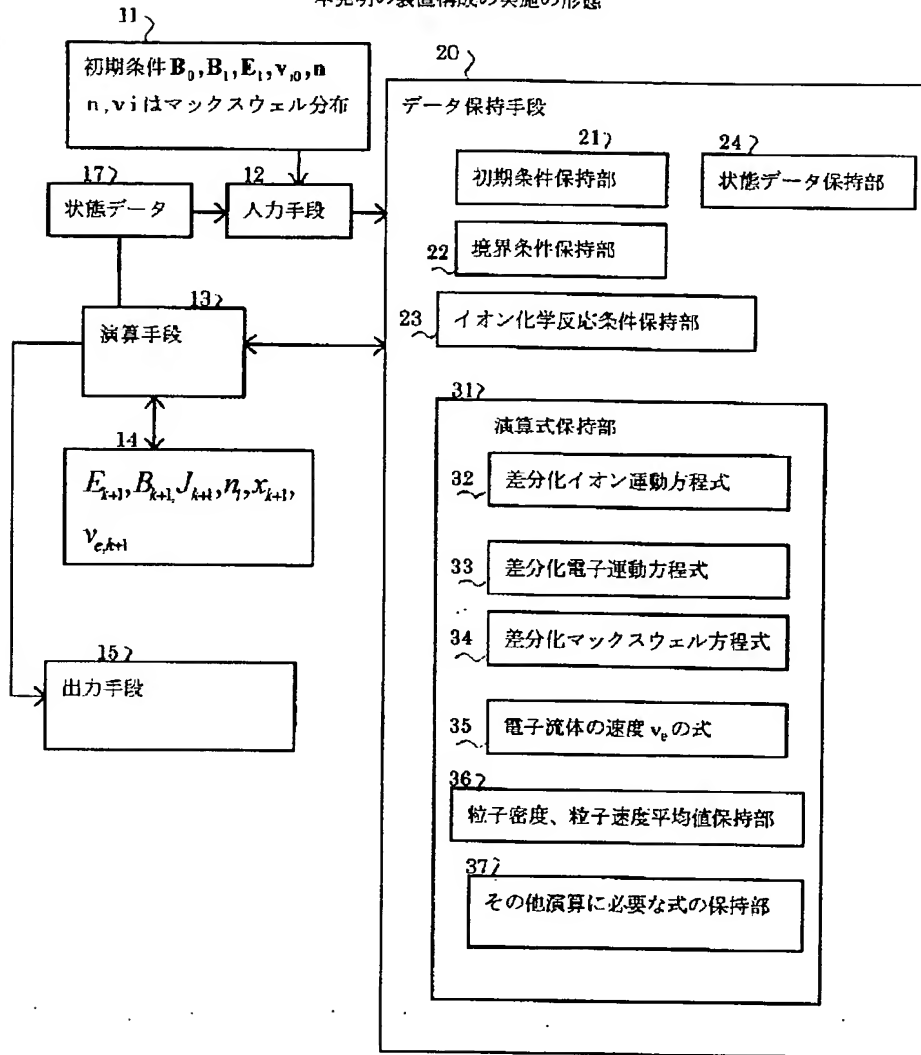 本発明の装置構成の実施の形態
11
初期条件 B₀, B₁, E₁, v_{i0}, n
n, vi はマックスウェル分布
17
状態データ
12
入力手段
13
演算手段
14
E_{k+1}, B_{k+1}, J_{k+1}, n_i, x_{k+1},
v_{e,k+1}
15
出力手段
20
データ保持手段
21
初期条件保持部
24
状態データ保持部
22
境界条件保持部
23
イオン化学反応条件保持部
31
演算式保持部
32
差分化イオン運動方程式
33
差分化電子運動方程式
34
差分化マックスウェル方程式
35
電子流体の速度 vₑ の式
36
粒子密度、粒子速度平均値保持部
37
その他演算に必要な式の保持部